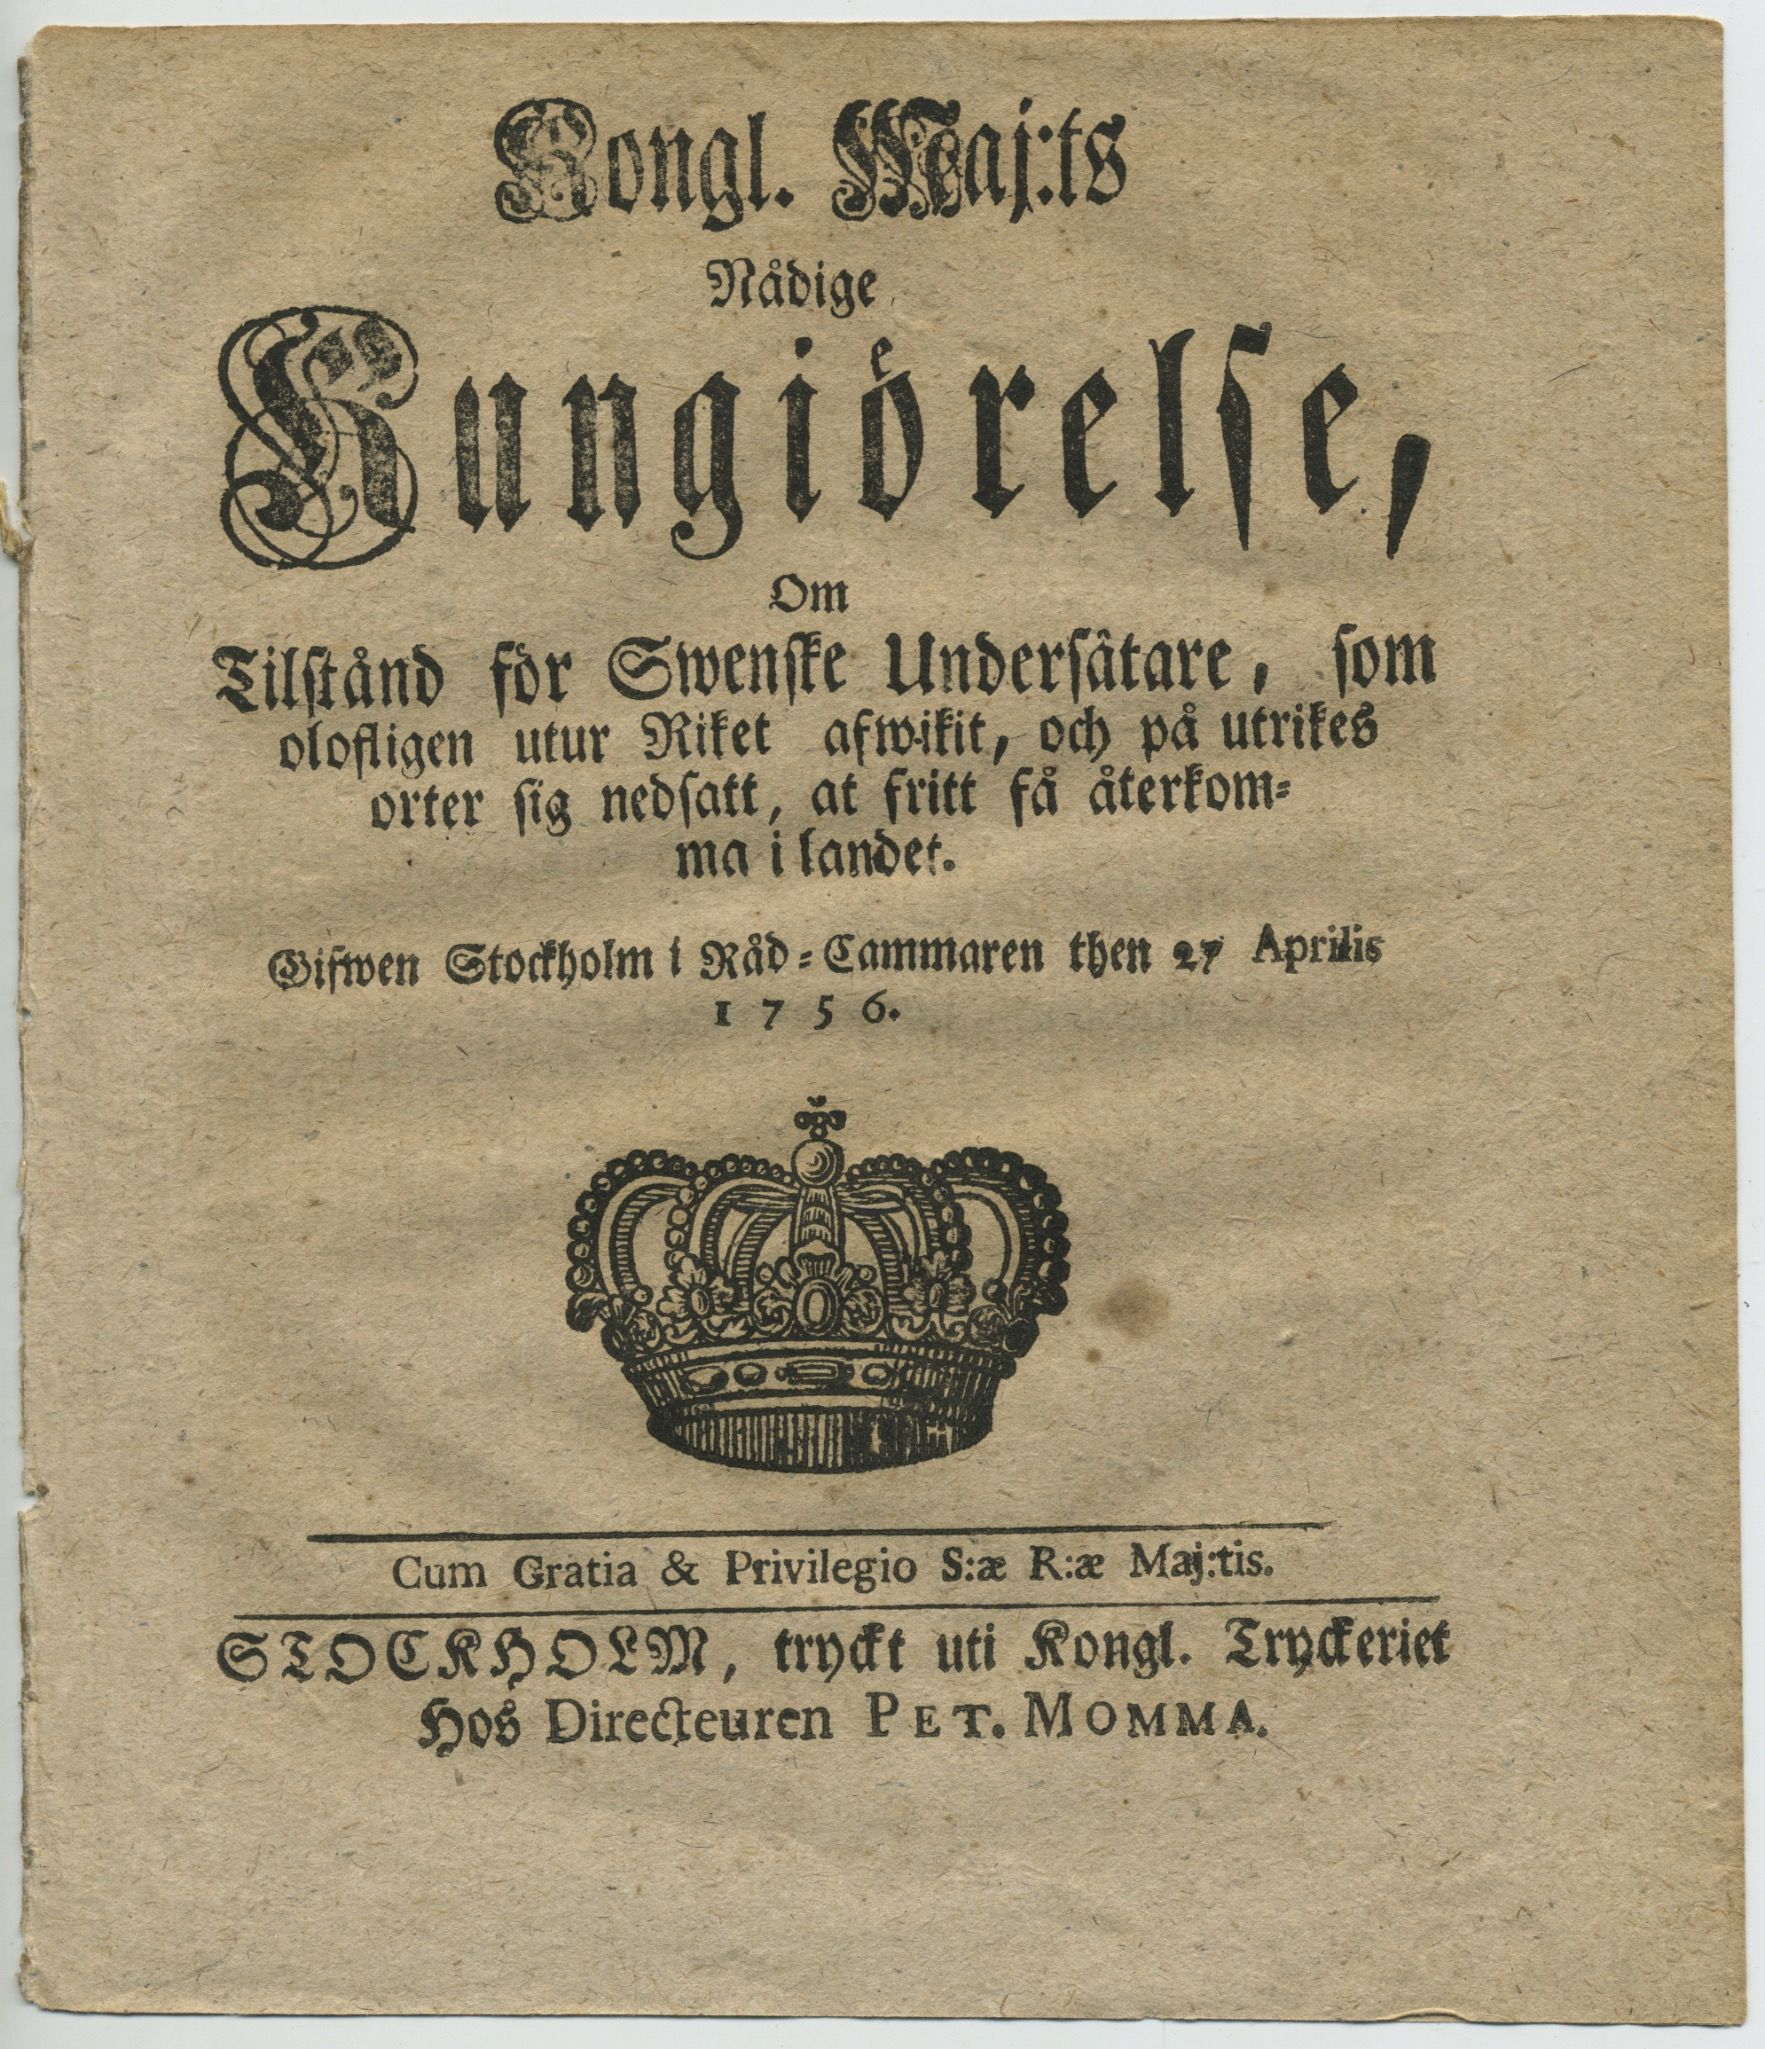 Kongl. Maj:ts
Nådige
Kungiörelse,
Om
Tilstånd för Swenske Undersåtare, som
olofligen utur Riket afwikit, och på utrikes
orter sig nedsatt, at fritt få återkom-
ma i landet.
Gifwen Stockholm i Råd-Cammaren then 27 Aprilis
1756.
Cum Gratia & Privilegio S:æ R:æ Maj:tis.
STOCKHOLM, tryckt uti Kongl. Tryckeriet
Hos Directeuren PET. MOMMA.